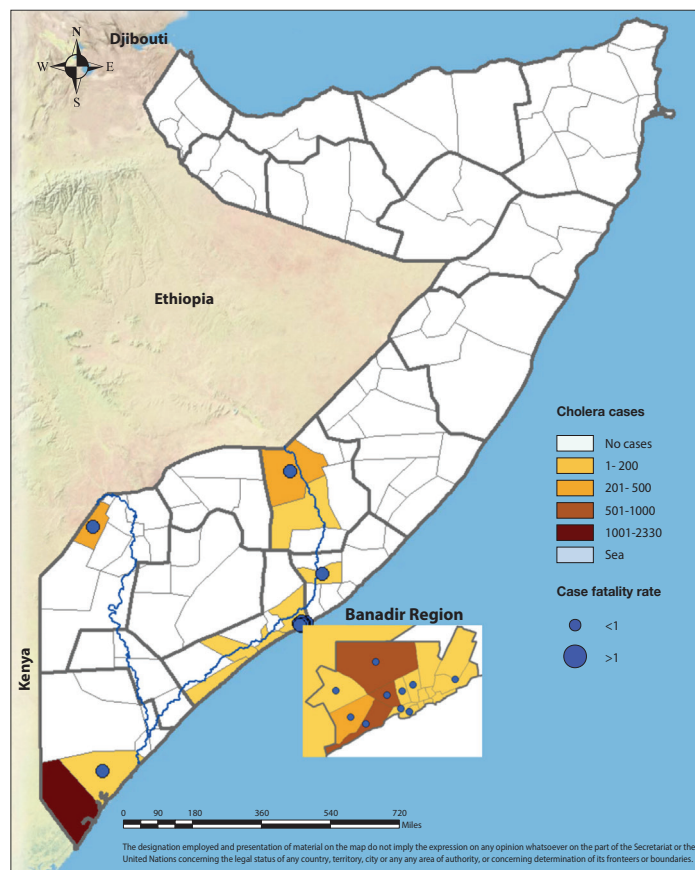 Djibouti
N
W E
S
Ethiopia
Kenya
Cholera cases
No cases
1- 200
201- 500
501-1000
1001-2330
Sea
Case fatality rate
<1
>1
Banadir Region
0 90 180 360 540 720
Miles
The designation employed and presentation of material on the map do not imply the expression on any opinion whatsoever on the part of the Secretariat or the
United Nations concerning the legal status of any country, territory, city or any any area of authority, or concerning determination of its fronteers or boundaries.